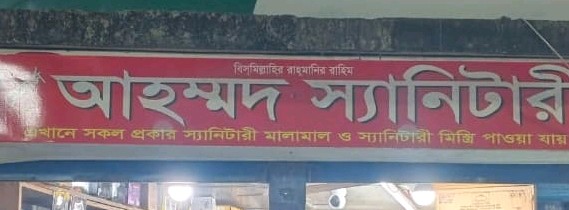 বিসমিল্লাহির রাহমানির রাহিম
আহম্মদ স্যানিটারী
এখানে সকল প্রকার স্যানিটারী মালামাল ও স্যানিটারী মিস্ত্রি পাওয়া যায়